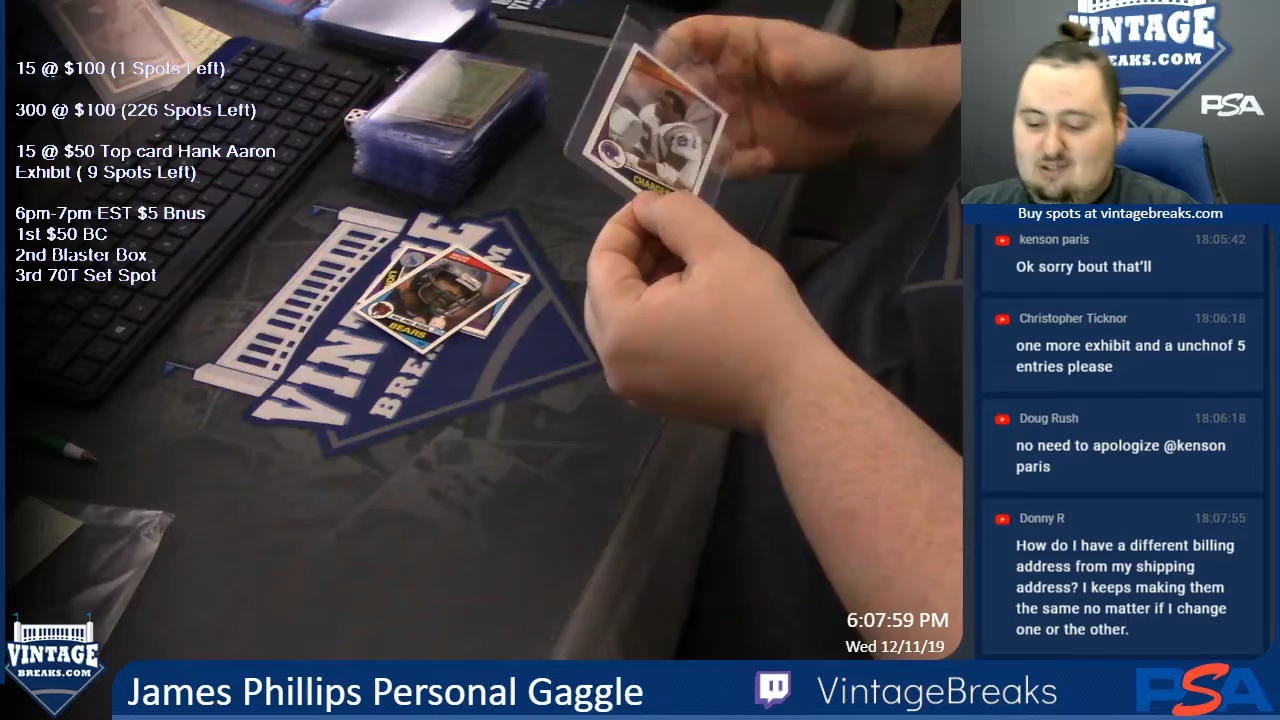 15 @ $100 (1 Spots Left)
300 @ $100 (226 Spots Left)
15 @ $50 Top card Hank Aaron
Exhibit ( 9 Spots Left)
6pm-7pm EST $5 Bnus
1st $50 BC
2nd Blaster Box
3rd 70T Set Spot
VINTAGE
BREAKS.COM
PSA
Buy spots at vintagebreaks.com
kenson paris 18:05:42
Ok sorry bout that'll
Christopher Ticknor 18:06:18
one more exhibit and a unchnof 5
entries please
Doug Rush 18:06:18
no need to apologize @kenson
paris
Donny R 18:07:55
How do I have a different billing
address from my shipping
address? I keeps making them
the same no matter if I change
one or the other.
BEARS
6:07:59 PM
Wed 12/11/19
VINTAGE
BREAKS.COM
James Phillips Personal Gaggle
VintageBreaks
PSA